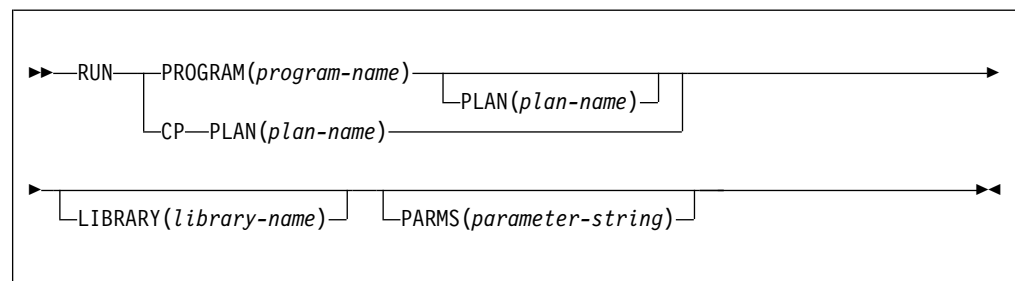 RUN PROGRAM(program-name)
PLAN(plan-name)
CP PLAN(plan-name)
LIBRARY(library-name) PARMS(parameter-string)